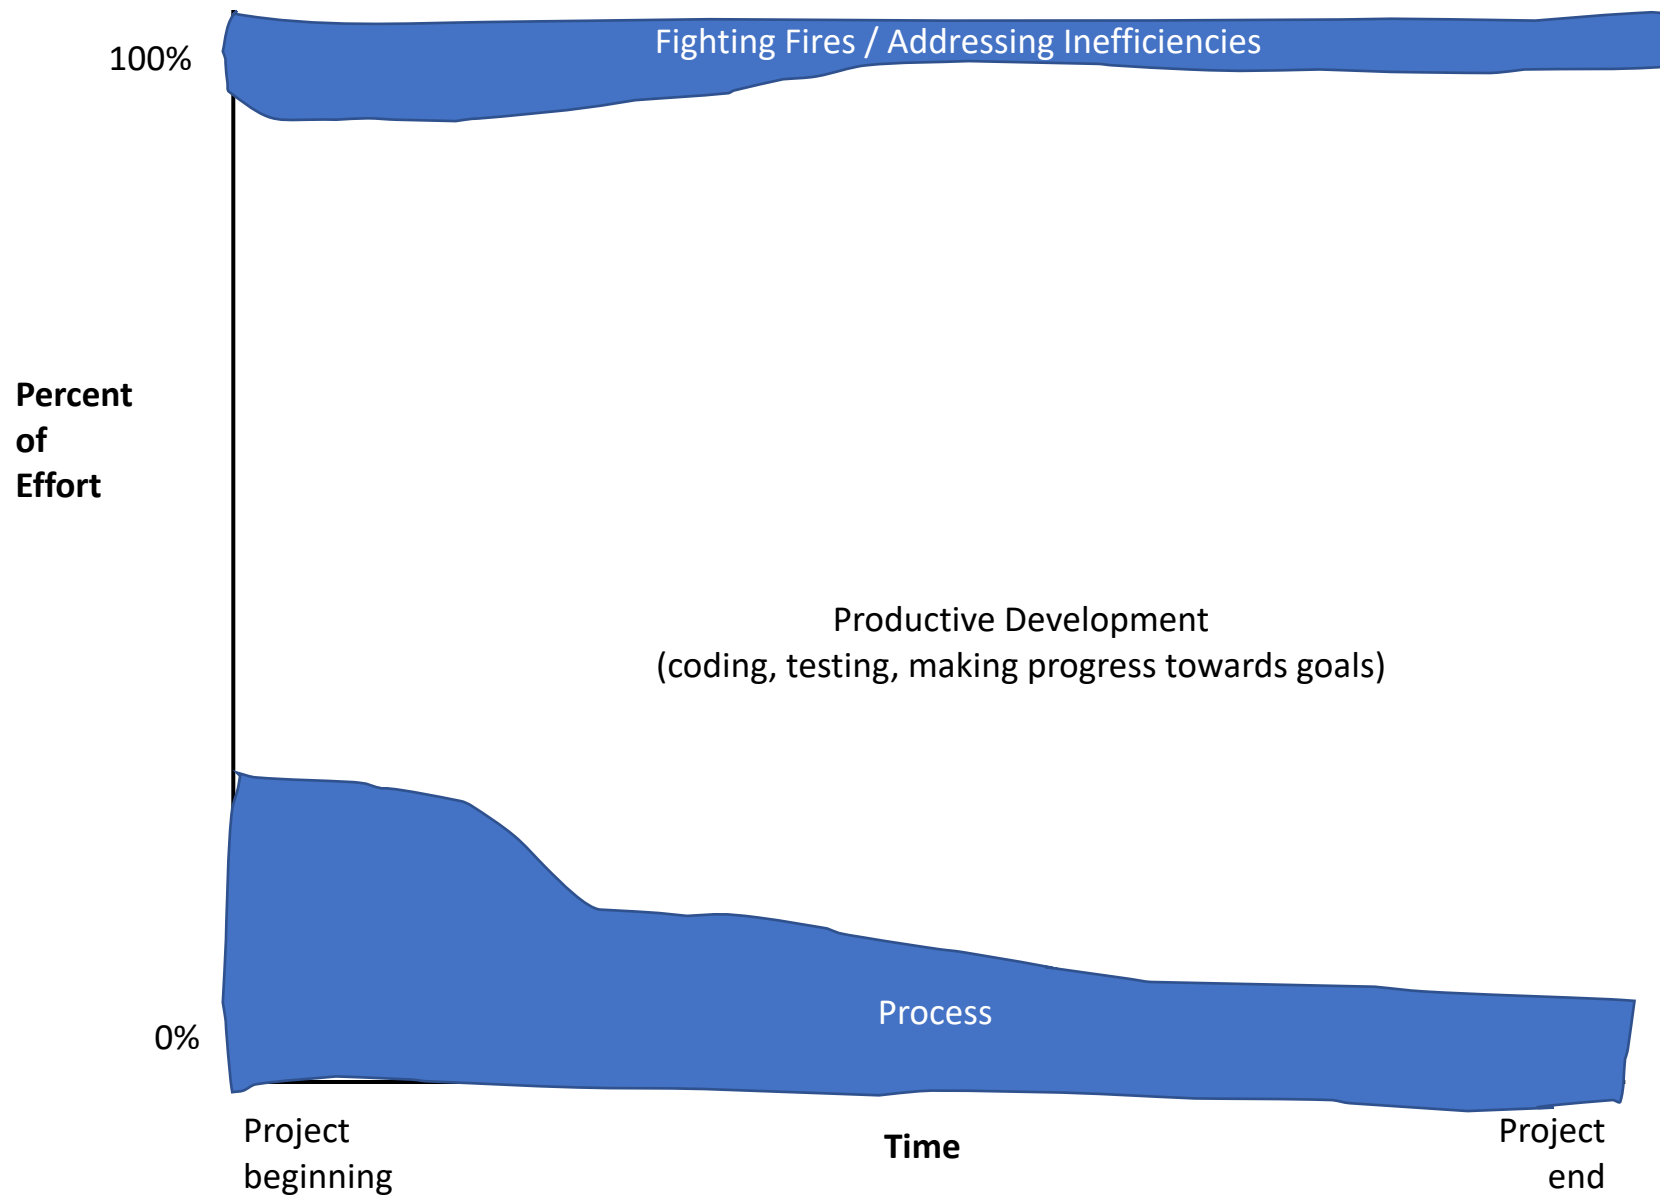 Fighting Fires / Addressing Inefficiencies
100%
Percent
of
Effort
Productive Development
(coding, testing, making progress towards goals)
Process
0%
Project
beginning
Time
Project
end